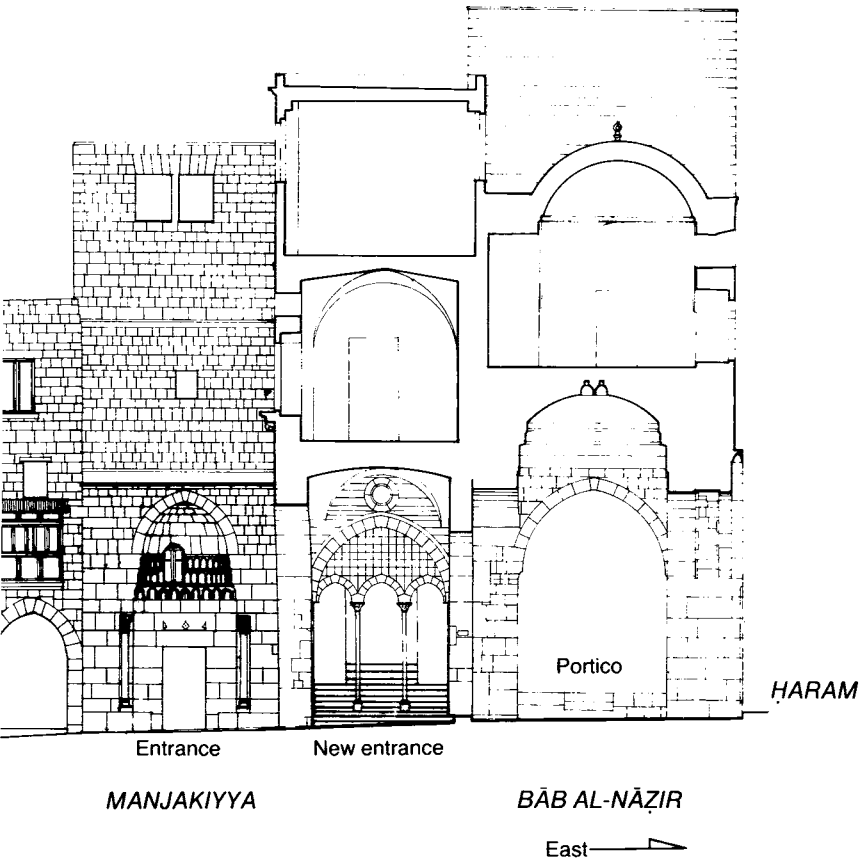 Portico
ḤARAM
Entrance
New entrance
MANJAKIYYA
BĀB AL-NĀẒIR
East